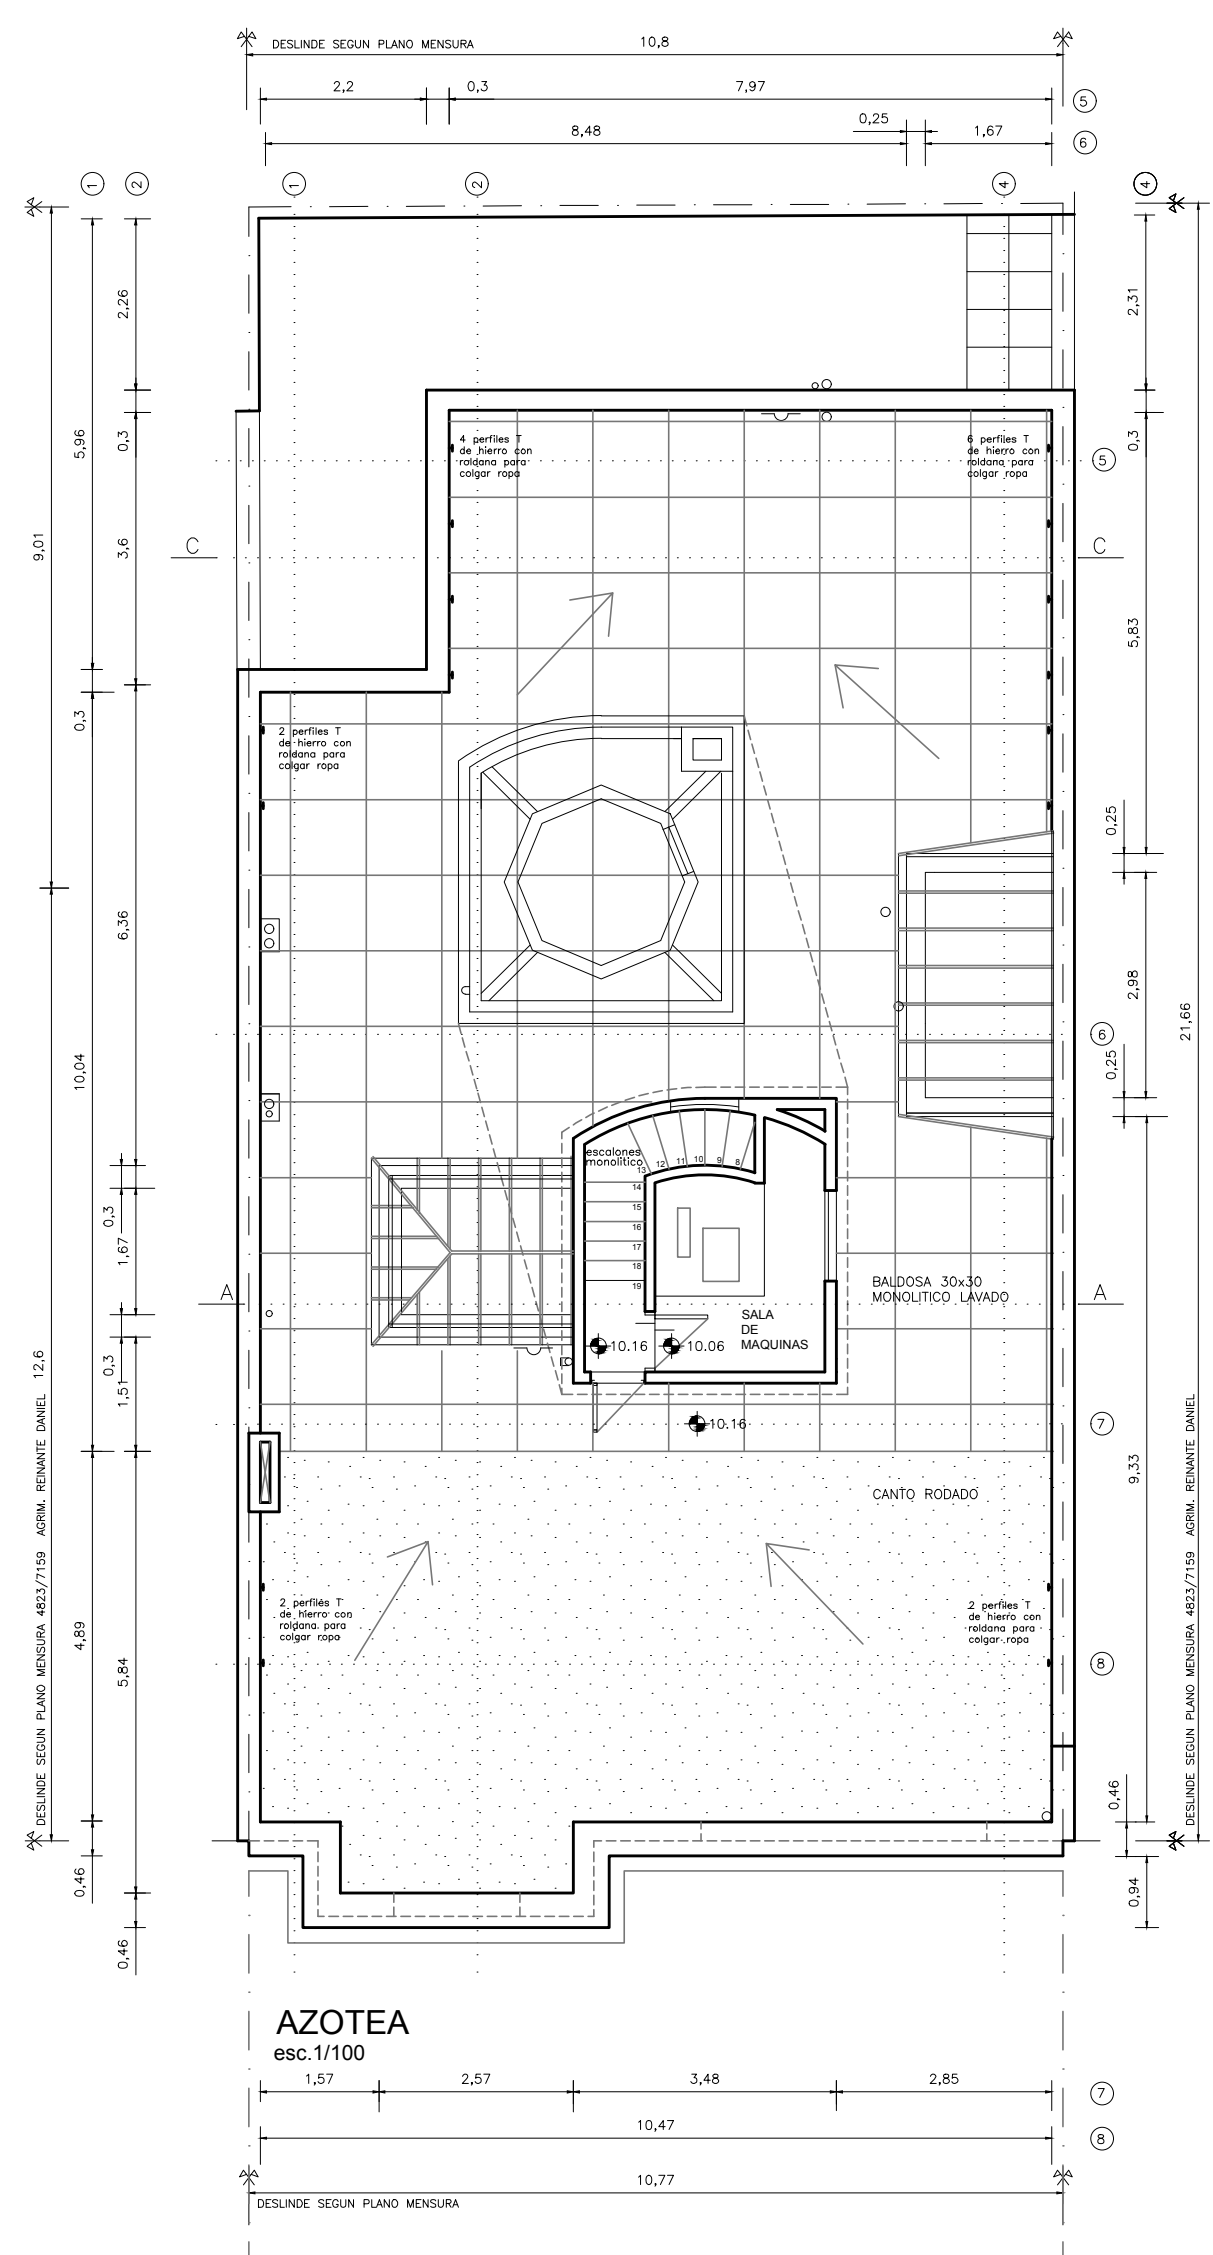 DESLINDE SEGUN PLANO MENSURA
10,8
2,2
0,3
7,97
5
8,48
0,25
1,67
6
1
2
1
2
4
4
2,26
0,3
3,6
5,96
9,01
0,3
6,36
10,04
0,3
1,67
0,3
1,51
DESLINDE SEGUN PLANO MENSURA 4823/7159 AGRIM. REINANTE DANIEL 12,6
4,89
5,84
0,46
0,46
4 perfiles T
de hierro con
roldana para
colgar ropa
6 perfiles T
de hierro con
roldana para
colgar ropa
5
C
C
2 perfiles T
de hierro con
roldana para
colgar ropa
6
escalones
monolitico
13
12
11
10
9
8
14
15
16
17
18
19
SALA
DE
MAQUINAS
10.16
10.06
10.16
BALDOSA 30x30
MONOLITICO LAVADO
A
A
7
CANTO RODADO
2 perfiles T
de hierro con
roldana para
colgar ropa
2 perfiles T
de hierro con
roldana para
colgar ropa
8
2,31
0,3
5,83
0,25
2,98
0,25
21,66
9,33
DESLINDE SEGUN PLANO MENSURA 4823/7159 AGRIM. REINANTE DANIEL
0,46
0,94
AZOTEA
esc.1/100
1,57
2,57
3,48
2,85
7
10,47
8
10,77
DESLINDE SEGUN PLANO MENSURA